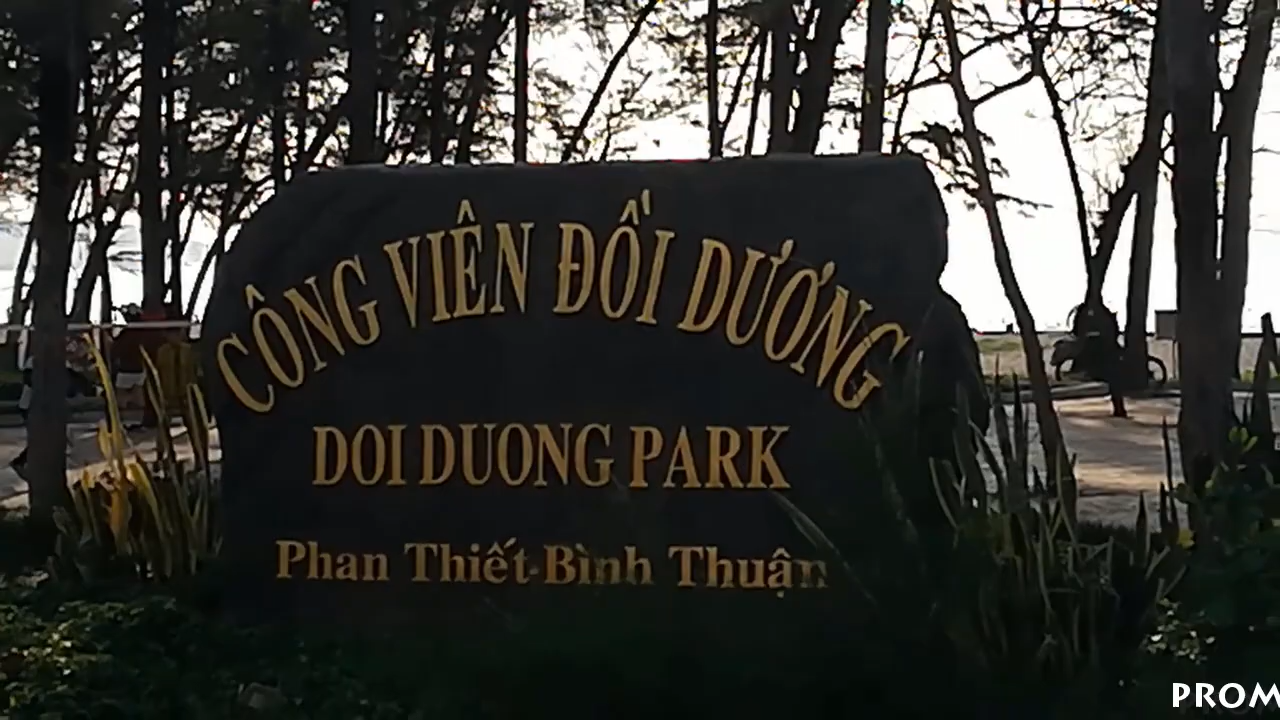 CÔNG VIÊN ĐỒI DƯƠNG
DOI DUONG PARK
Phan Thiết-Bình Thuận
PROM